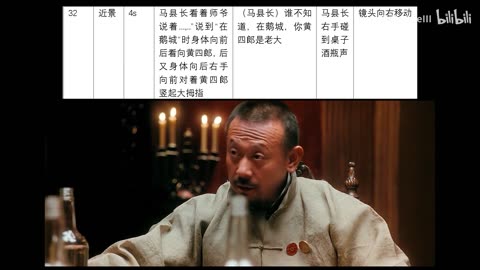 32
近景
4s
马县长看着师爷
说着……"说到"在
鹅城"时身体向前
后看向黄四郎，后
又身体向后右手
向前对着黄四郎
竖起大拇指
（马县长）谁不
知道，在鹅城，你黄
四郎是老大
马县长
右手碰
到桌子
酒瓶声
镜头向右移动
bilibili